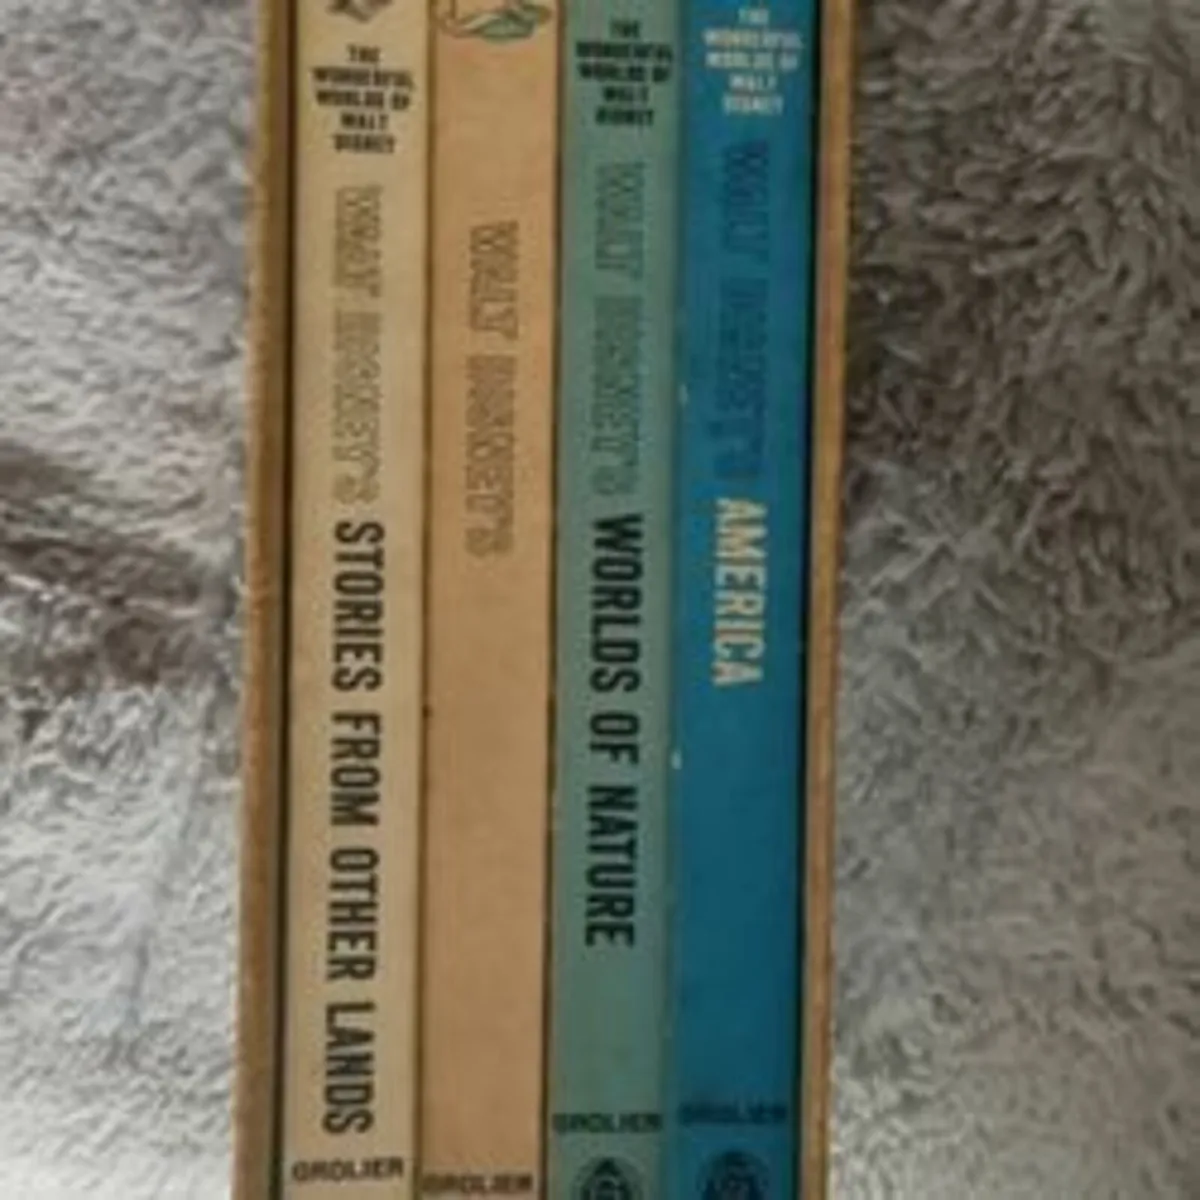 THE
WONDERFUL
WORLDS OF
WALT
DISNEY
WALT DISNEY'S STORIES FROM OTHER LANDS
GROLIER
WALT DISNEY'S
GROLIER
THE
WONDERFUL
WORLDS OF
WALT
DISNEY
WALT DISNEY'S WORLDS OF NATURE
GROLIER
THE
WONDERFUL
WORLDS OF
WALT
DISNEY
WALT DISNEY'S AMERICA
GROLIER